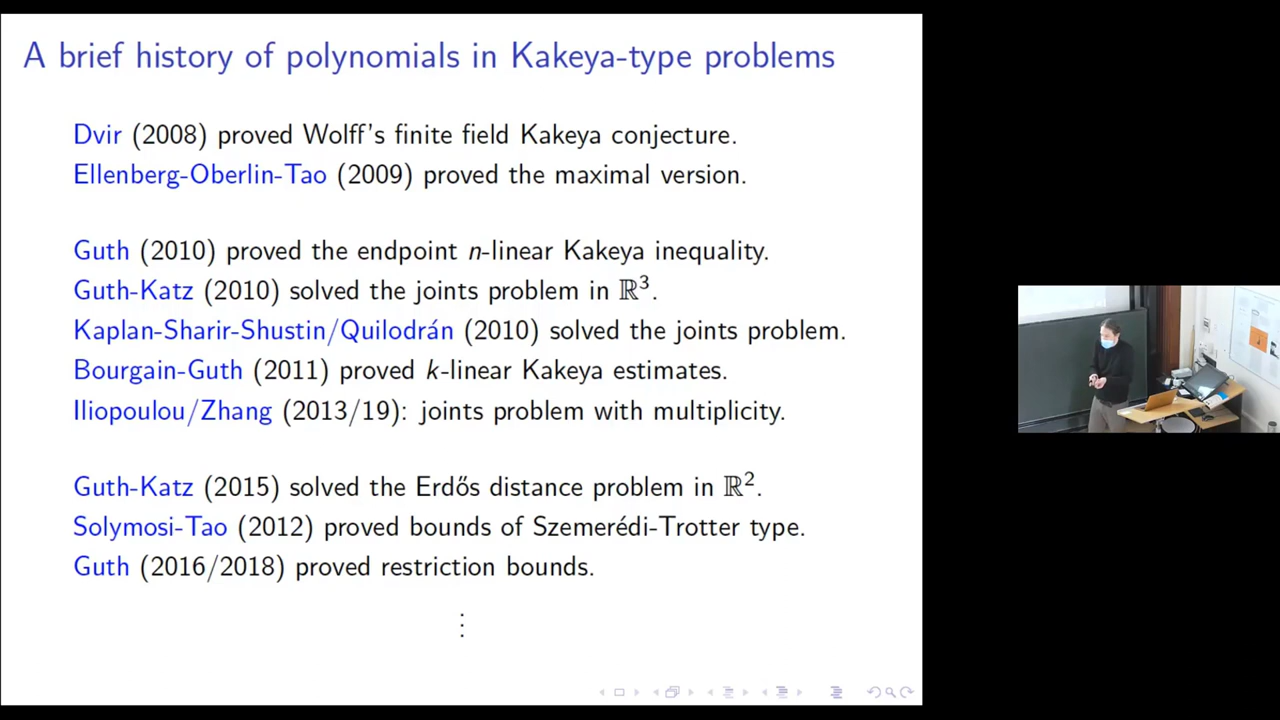 A brief history of polynomials in Kakeya-type problems
Dvir (2008) proved Wolff's finite field Kakeya conjecture.
Ellenberg-Oberlin-Tao (2009) proved the maximal version.
Guth (2010) proved the endpoint n-linear Kakeya inequality.
Guth-Katz (2010) solved the joints problem in ℝ³.
Kaplan-Sharir-Shustin/Quilodrán (2010) solved the joints problem.
Bourgain-Guth (2011) proved k-linear Kakeya estimates.
Iliopoulou/Zhang (2013/19): joints problem with multiplicity.
Guth-Katz (2015) solved the Erdős distance problem in ℝ².
Solymosi-Tao (2012) proved bounds of Szemerédi-Trotter type.
Guth (2016/2018) proved restriction bounds.
⋮